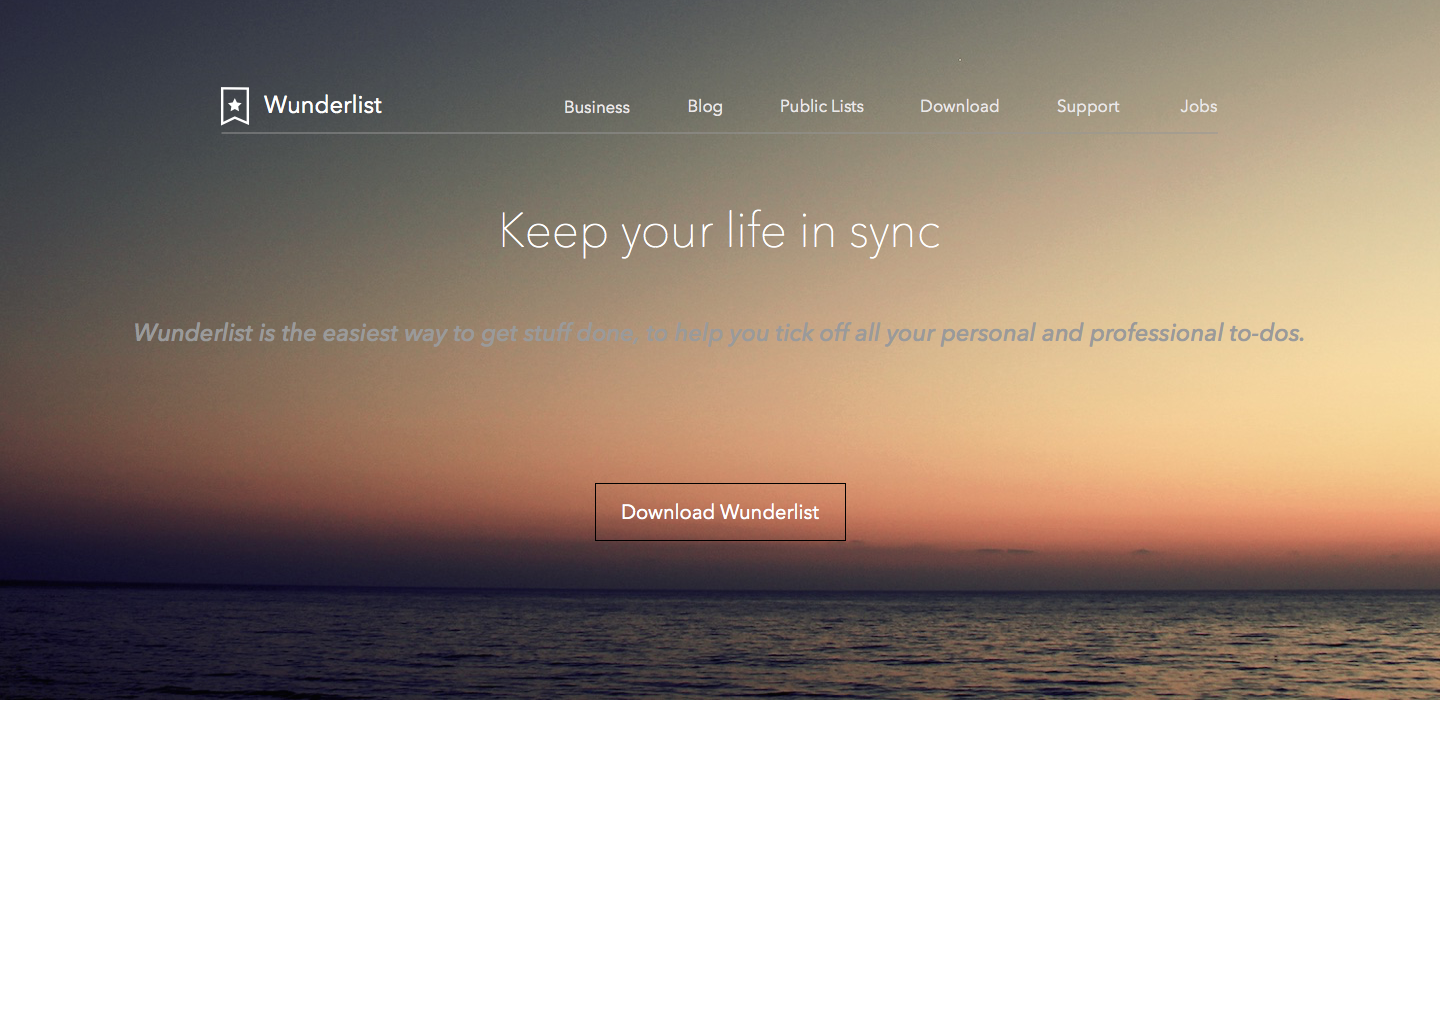 Wunderlist
Business Blog Public Lists Download Support Jobs
Keep your life in sync
Wunderlist is the easiest way to get stuff done, to help you tick off all your personal and professional to-dos.
Download Wunderlist